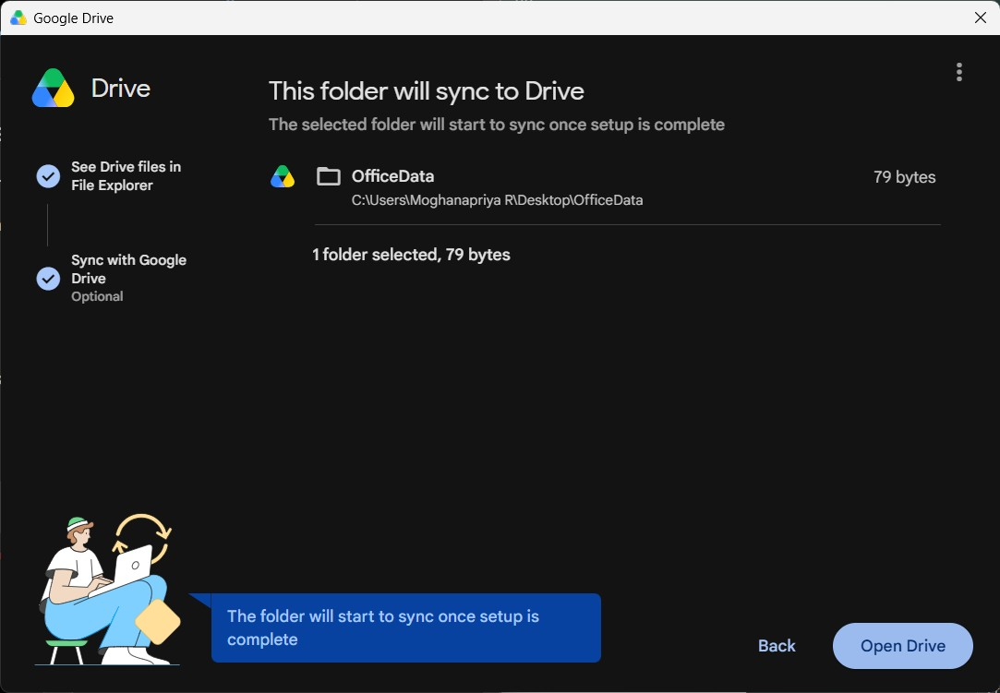 Google Drive
Drive
See Drive files in
File Explorer
Sync with Google
Drive
Optional
This folder will sync to Drive
The selected folder will start to sync once setup is complete
OfficeData
79 bytes
C:\Users\Moghanapriya R\Desktop\OfficeData
1 folder selected, 79 bytes
The folder will start to sync once setup is
complete
Back
Open Drive